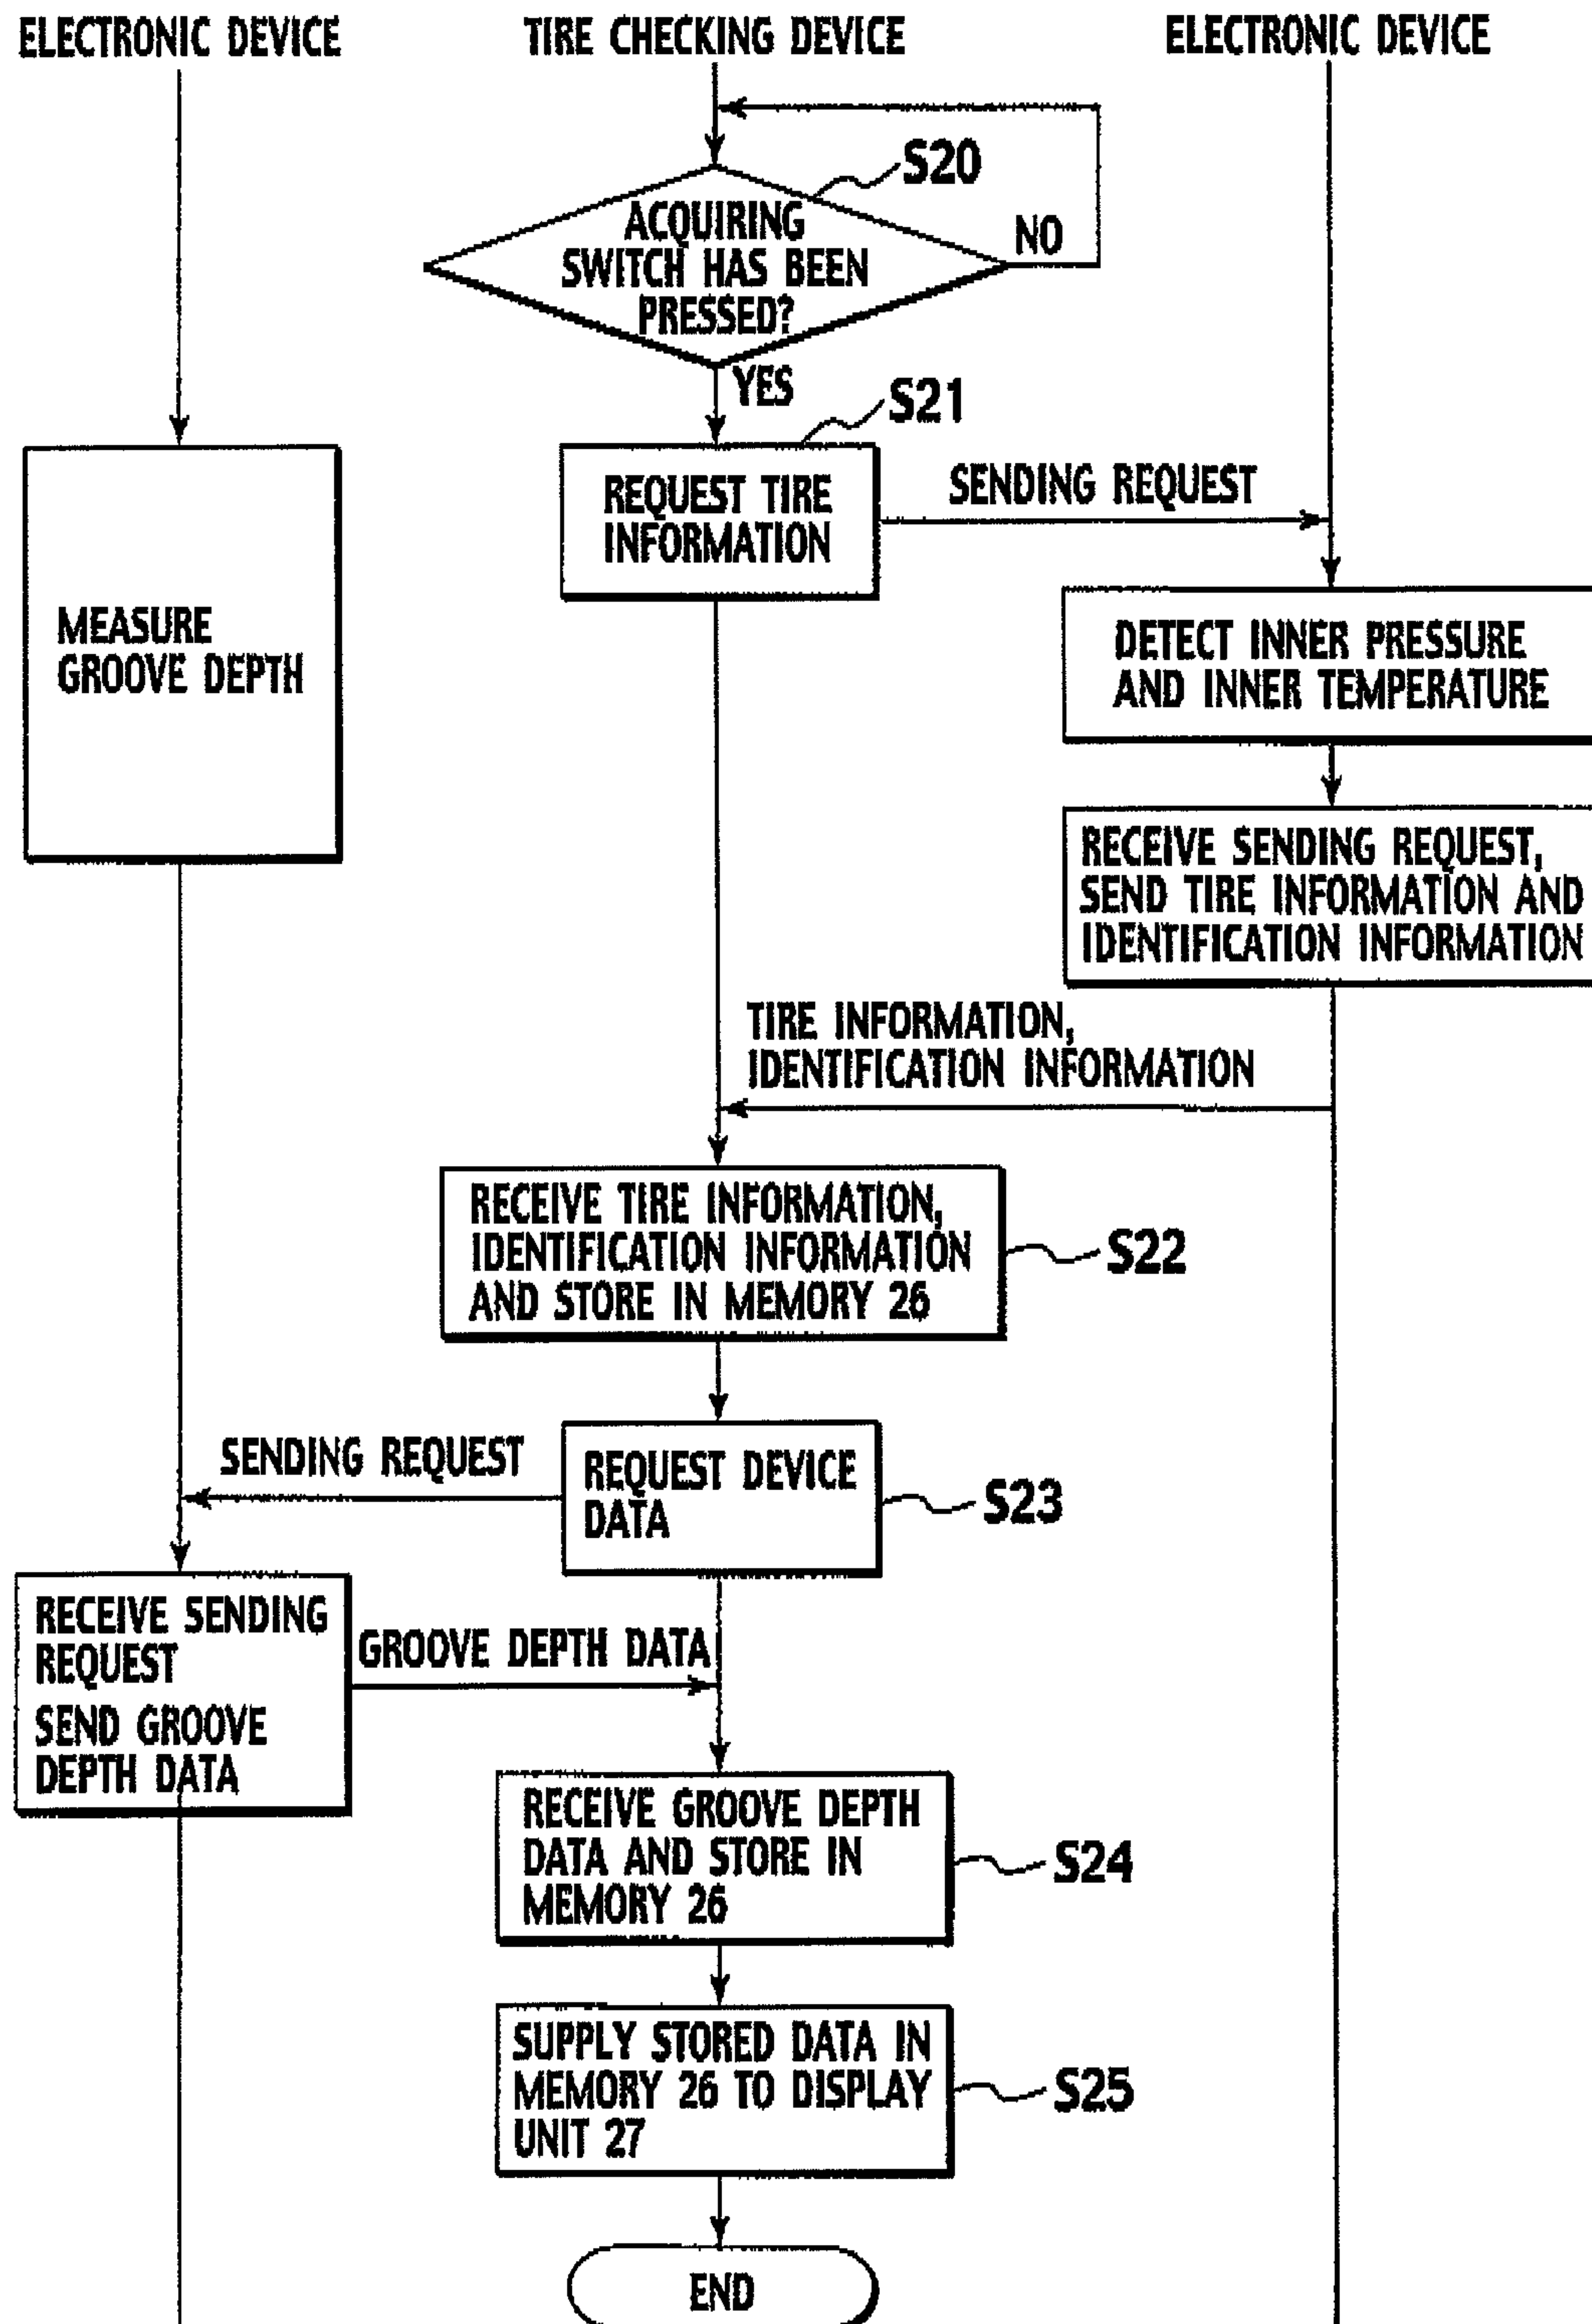 ELECTRONIC DEVICE
TIRE CHECKING DEVICE
ELECTRONIC DEVICE
S20
ACQUIRING
SWITCH HAS BEEN
PRESSED?
NO
YES
S21
REQUEST TIRE
INFORMATION
SENDING REQUEST
MEASURE
GROOVE DEPTH
DETECT INNER PRESSURE
AND INNER TEMPERATURE
RECEIVE SENDING REQUEST,
SEND TIRE INFORMATION AND
IDENTIFICATION INFORMATION
TIRE INFORMATION,
IDENTIFICATION INFORMATION
RECEIVE TIRE INFORMATION,
IDENTIFICATION INFORMATION
AND STORE IN MEMORY 26
S22
SENDING REQUEST
REQUEST DEVICE
DATA
S23
RECEIVE SENDING
REQUEST
SEND GROOVE
DEPTH DATA
GROOVE DEPTH DATA
RECEIVE GROOVE DEPTH
DATA AND STORE IN
MEMORY 26
S24
SUPPLY STORED DATA IN
MEMORY 26 TO DISPLAY
UNIT 27
S25
END